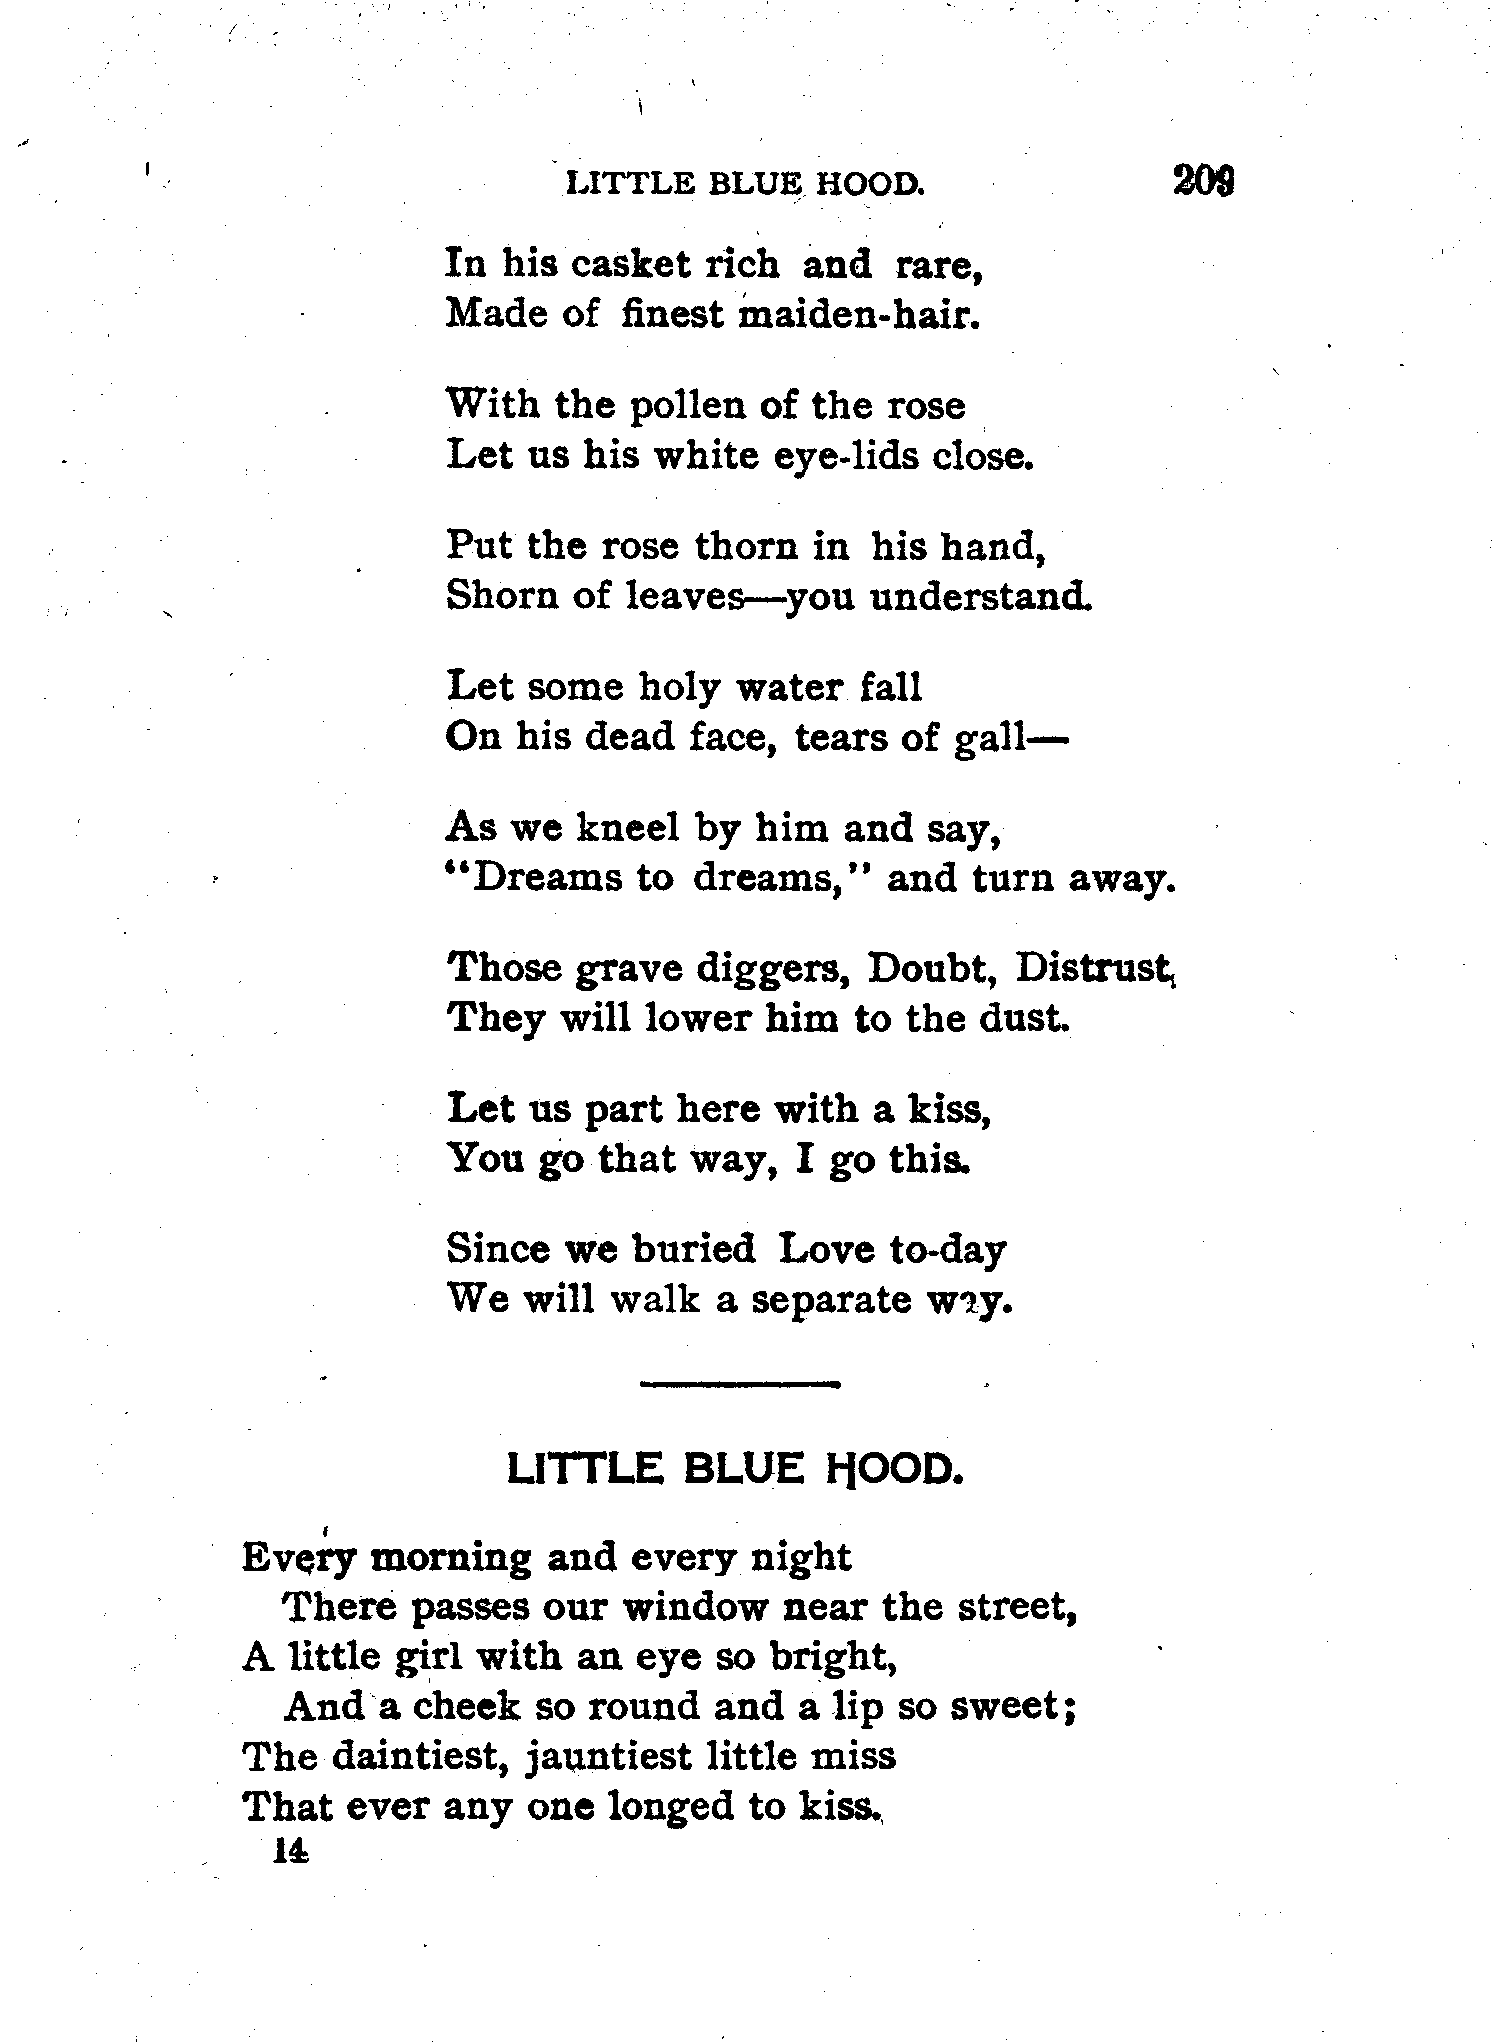 LITTLE BLUE HOOD. 209
In his casket rich and rare,
Made of finest maiden-hair.
With the pollen of the rose
Let us his white eye-lids close.
Put the rose thorn in his hand,
Shorn of leaves—you understand.
Let some holy water fall
On his dead face, tears of gall—
As we kneel by him and say,
"Dreams to dreams," and turn away.
Those grave diggers, Doubt, Distrust,
They will lower him to the dust.
Let us part here with a kiss,
You go that way, I go this.
Since we buried Love to-day
We will walk a separate way.
LITTLE BLUE HOOD.
Every morning and every night
There passes our window near the street,
A little girl with an eye so bright,
And a cheek so round and a lip so sweet;
The daintiest, jauntiest little miss
That ever any one longed to kiss.
14